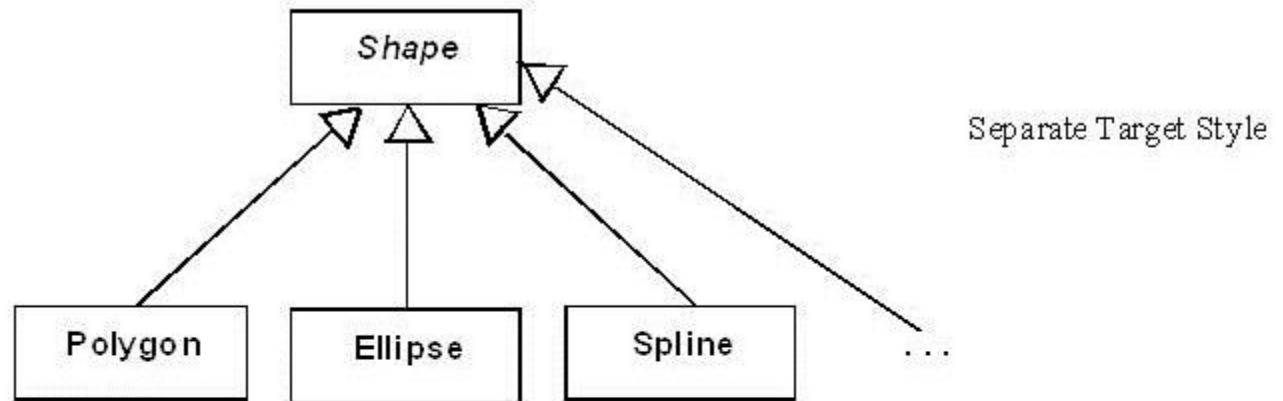 Shape
Separate Target Style
Polygon
Ellipse
Spline
...